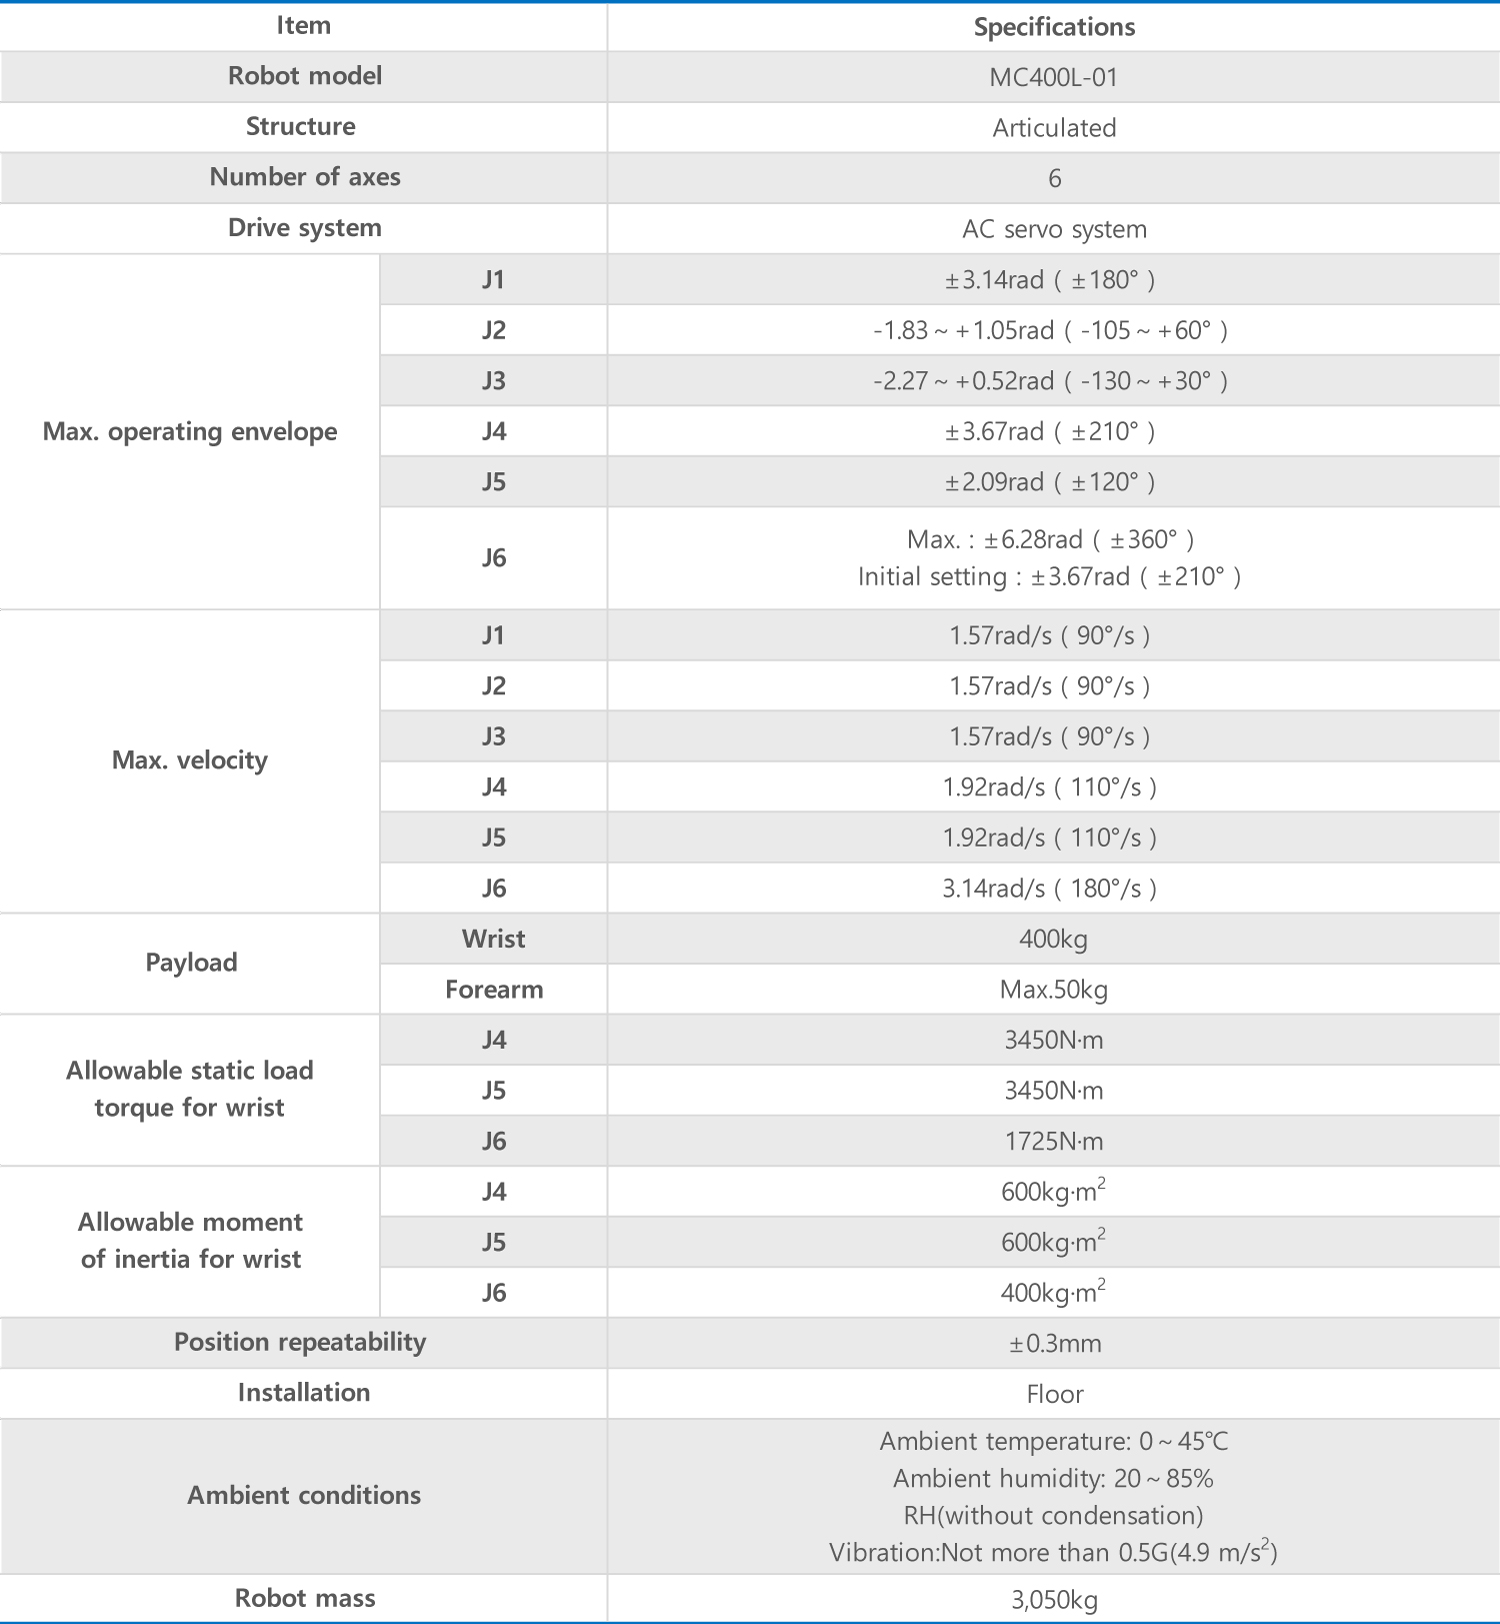 Item Specifications
Robot model MC400L-01
Structure Articulated
Number of axes 6
Drive system AC servo system
Max. operating envelope
J1 ±3.14rad ( ±180° )
J2 -1.83~+1.05rad ( -105~+60° )
J3 -2.27~+0.52rad ( -130~+30° )
J4 ±3.67rad ( ±210° )
J5 ±2.09rad ( ±120° )
J6 Max. : ±6.28rad ( ±360° )
Initial setting : ±3.67rad ( ±210° )
Max. velocity
J1 1.57rad/s ( 90°/s )
J2 1.57rad/s ( 90°/s )
J3 1.57rad/s ( 90°/s )
J4 1.92rad/s ( 110°/s )
J5 1.92rad/s ( 110°/s )
J6 3.14rad/s ( 180°/s )
Payload
Wrist 400kg
Forearm Max.50kg
Allowable static load
torque for wrist
J4 3450N·m
J5 3450N·m
J6 1725N·m
Allowable moment
of inertia for wrist
J4 600kg·m²
J5 600kg·m²
J6 400kg·m²
Position repeatability ±0.3mm
Installation Floor
Ambient conditions
Ambient temperature: 0~45℃
Ambient humidity: 20~85%
RH(without condensation)
Vibration:Not more than 0.5G(4.9 m/s²)
Robot mass 3,050kg